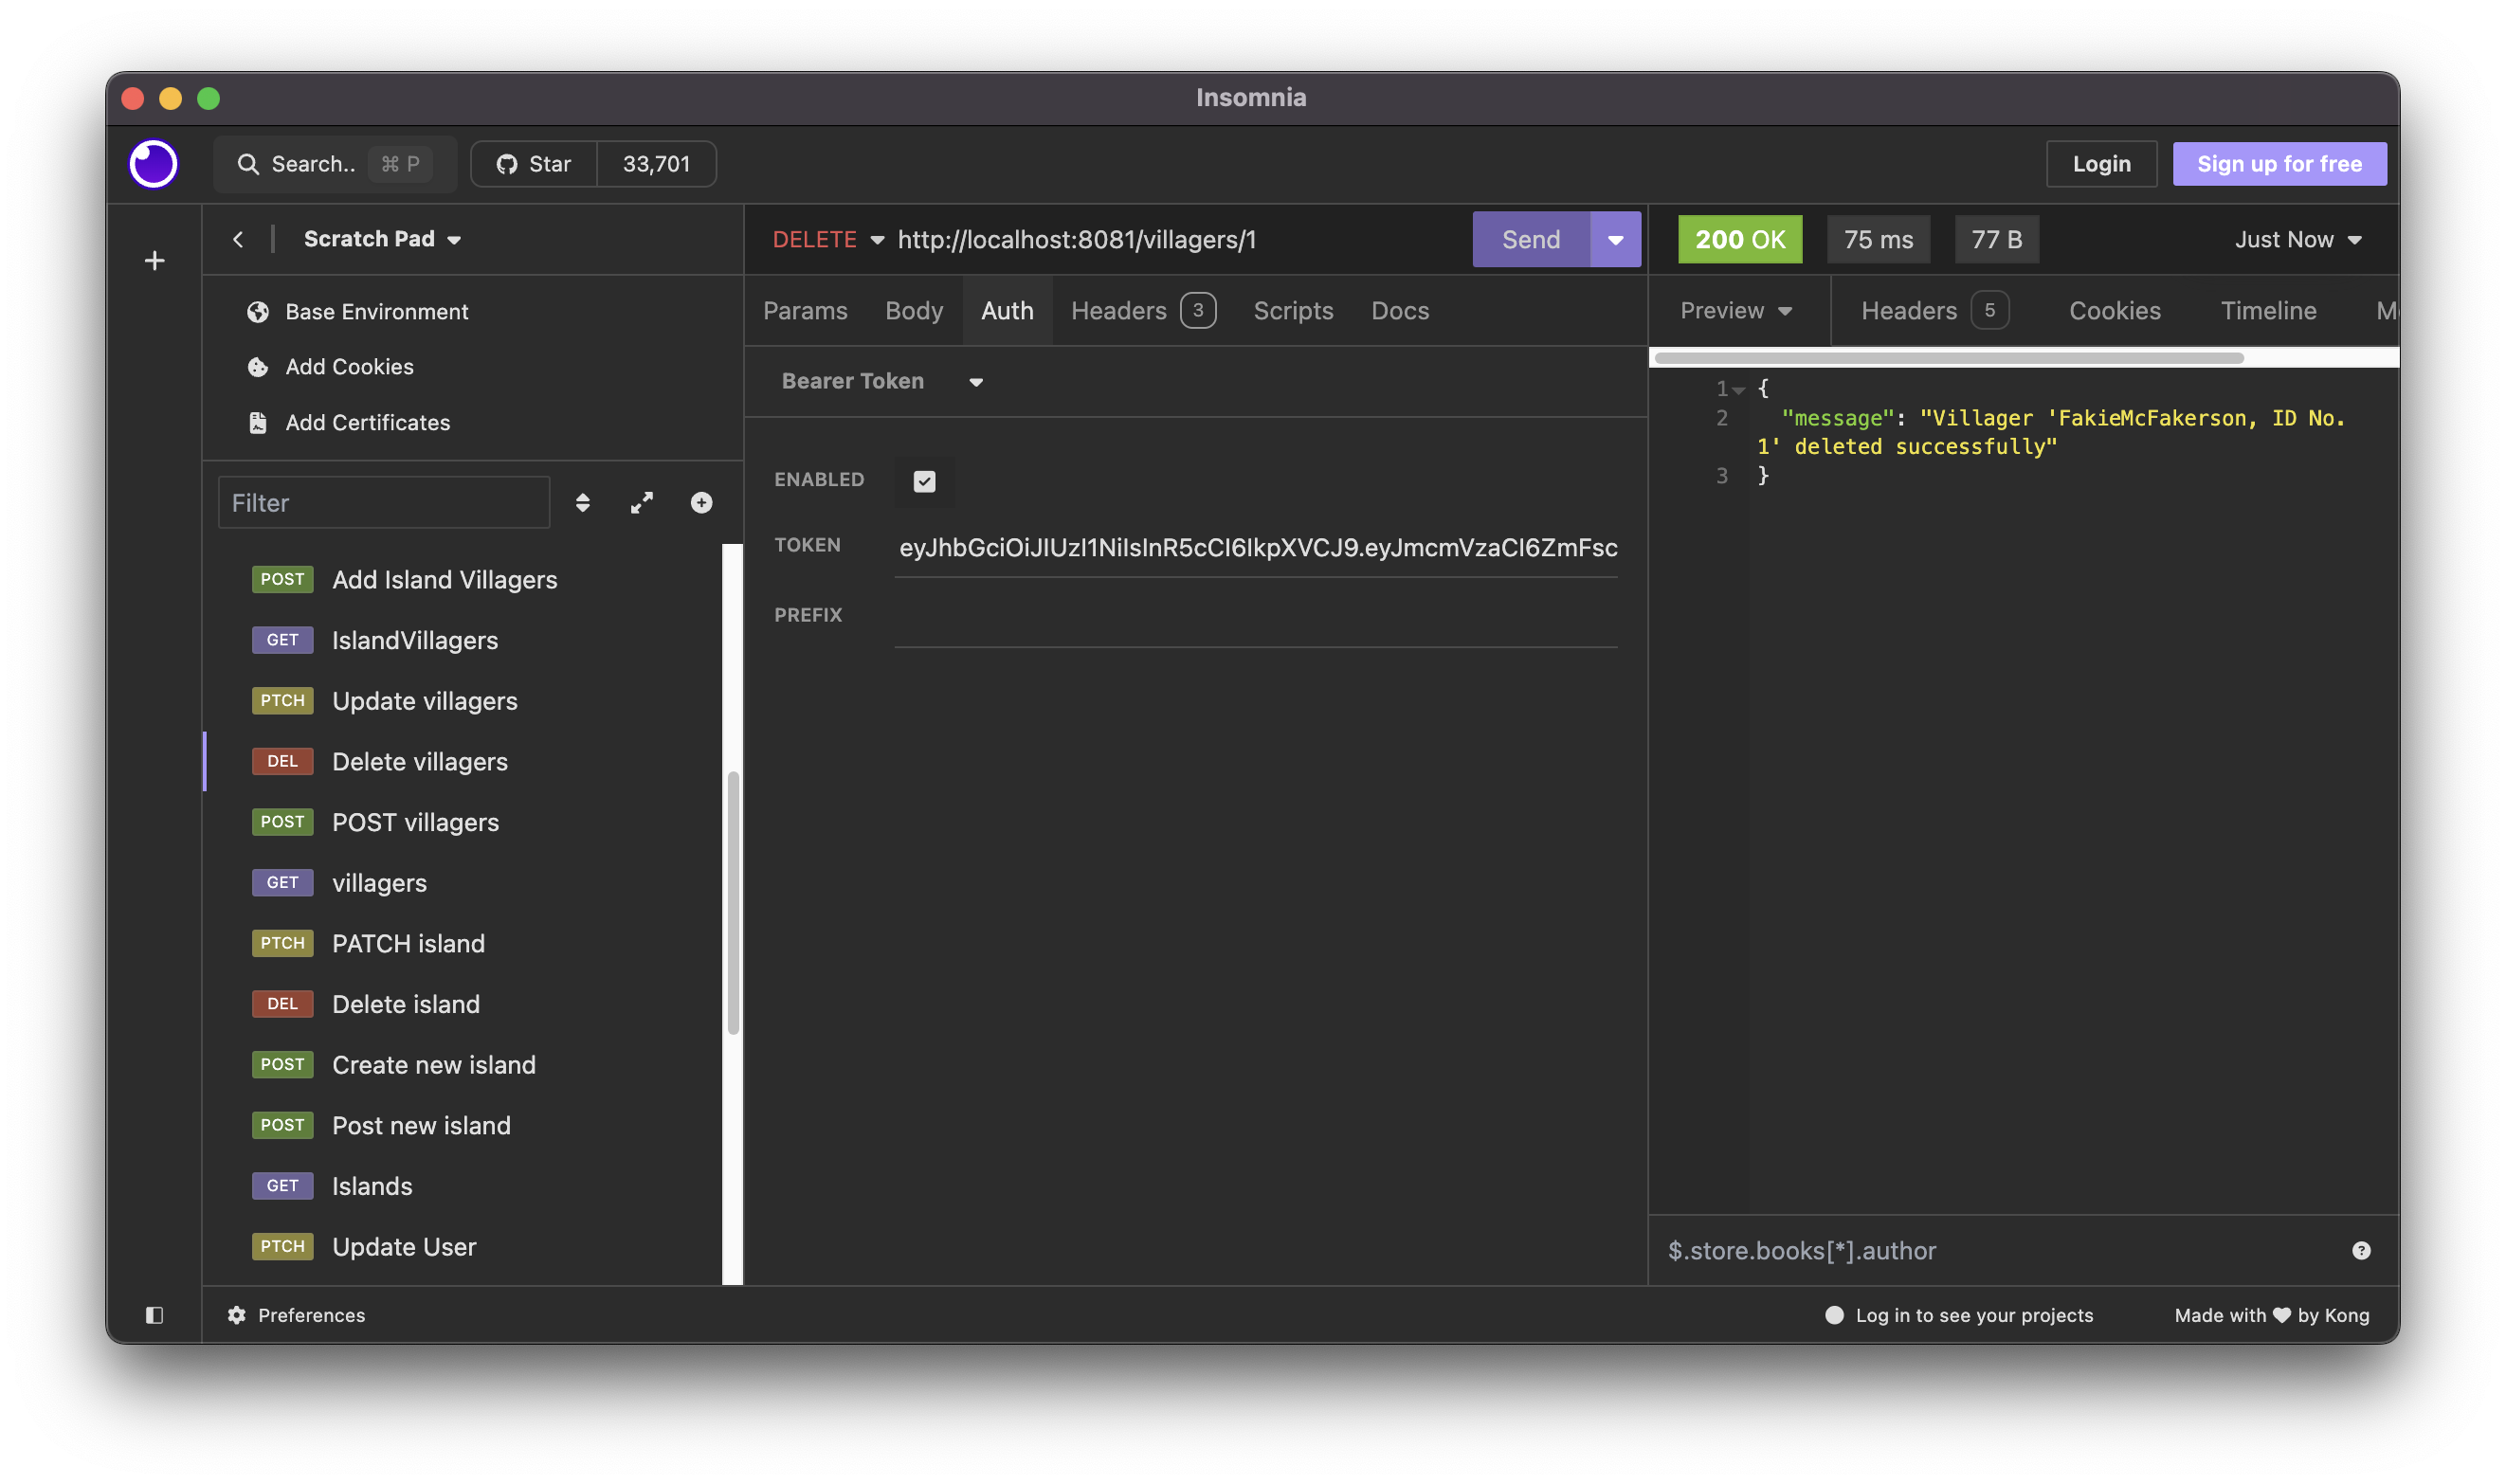 Insomnia
Search.. ⌘ P
Star 33,701
Login
Sign up for free
Scratch Pad
Base Environment
Add Cookies
Add Certificates
Filter
POST Add Island Villagers
GET IslandVillagers
PTCH Update villagers
DEL Delete villagers
POST POST villagers
GET villagers
PTCH PATCH island
DEL Delete island
POST Create new island
POST Post new island
GET Islands
PTCH Update User
DELETE http://localhost:8081/villagers/1
Send
Params Body Auth Headers 3 Scripts Docs
Bearer Token
ENABLED
TOKEN eyJhbGciOiJIUzI1NiIsInR5cCI6IkpXVCJ9.eyJmcmVzaCI6ZmFsc
PREFIX
200 OK 75 ms 77 B Just Now
Preview Headers 5 Cookies Timeline
1 {
2 "message": "Villager 'FakieMcFakerson, ID No.
1' deleted successfully"
3 }
$.store.books[*].author ?
Preferences
Log in to see your projects
Made with ♥ by Kong